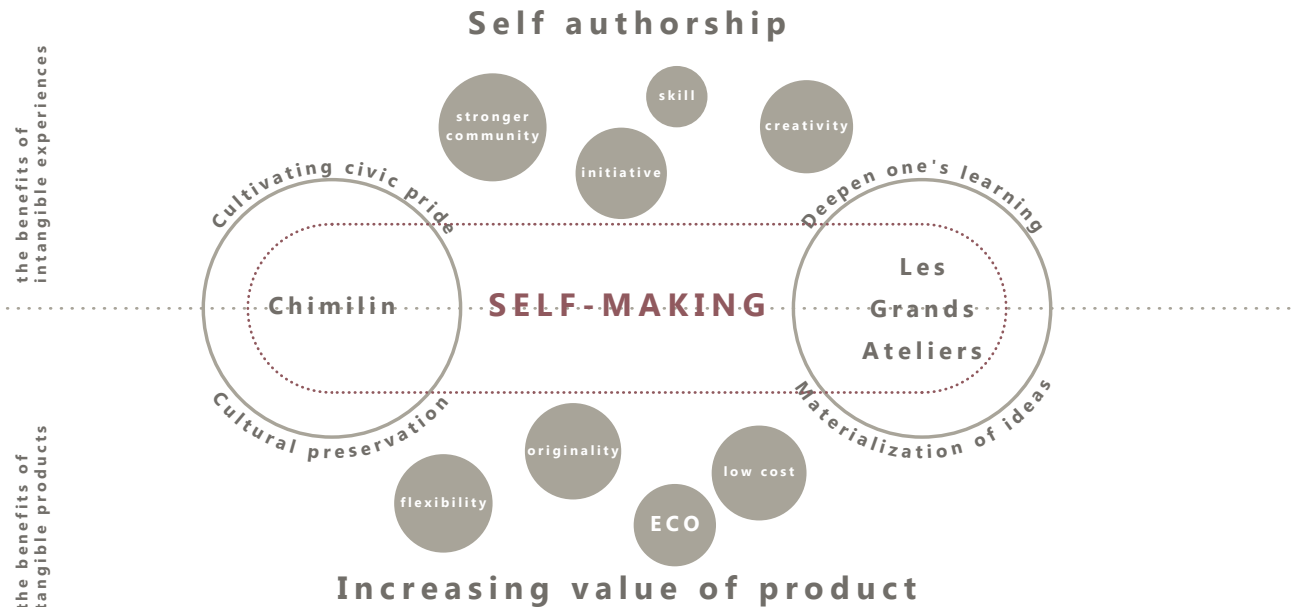 Self authorship
the benefits of
intangible experiences
stronger
community
skill
initiative
creativity
Cultivating civic pride
Deepen one's learning
Chimilin
SELF-MAKING
Les
Grands
Ateliers
Cultural preservation
Materialization of ideas
the benefits of
tangible products
flexibility
originality
ECO
low cost
Increasing value of product